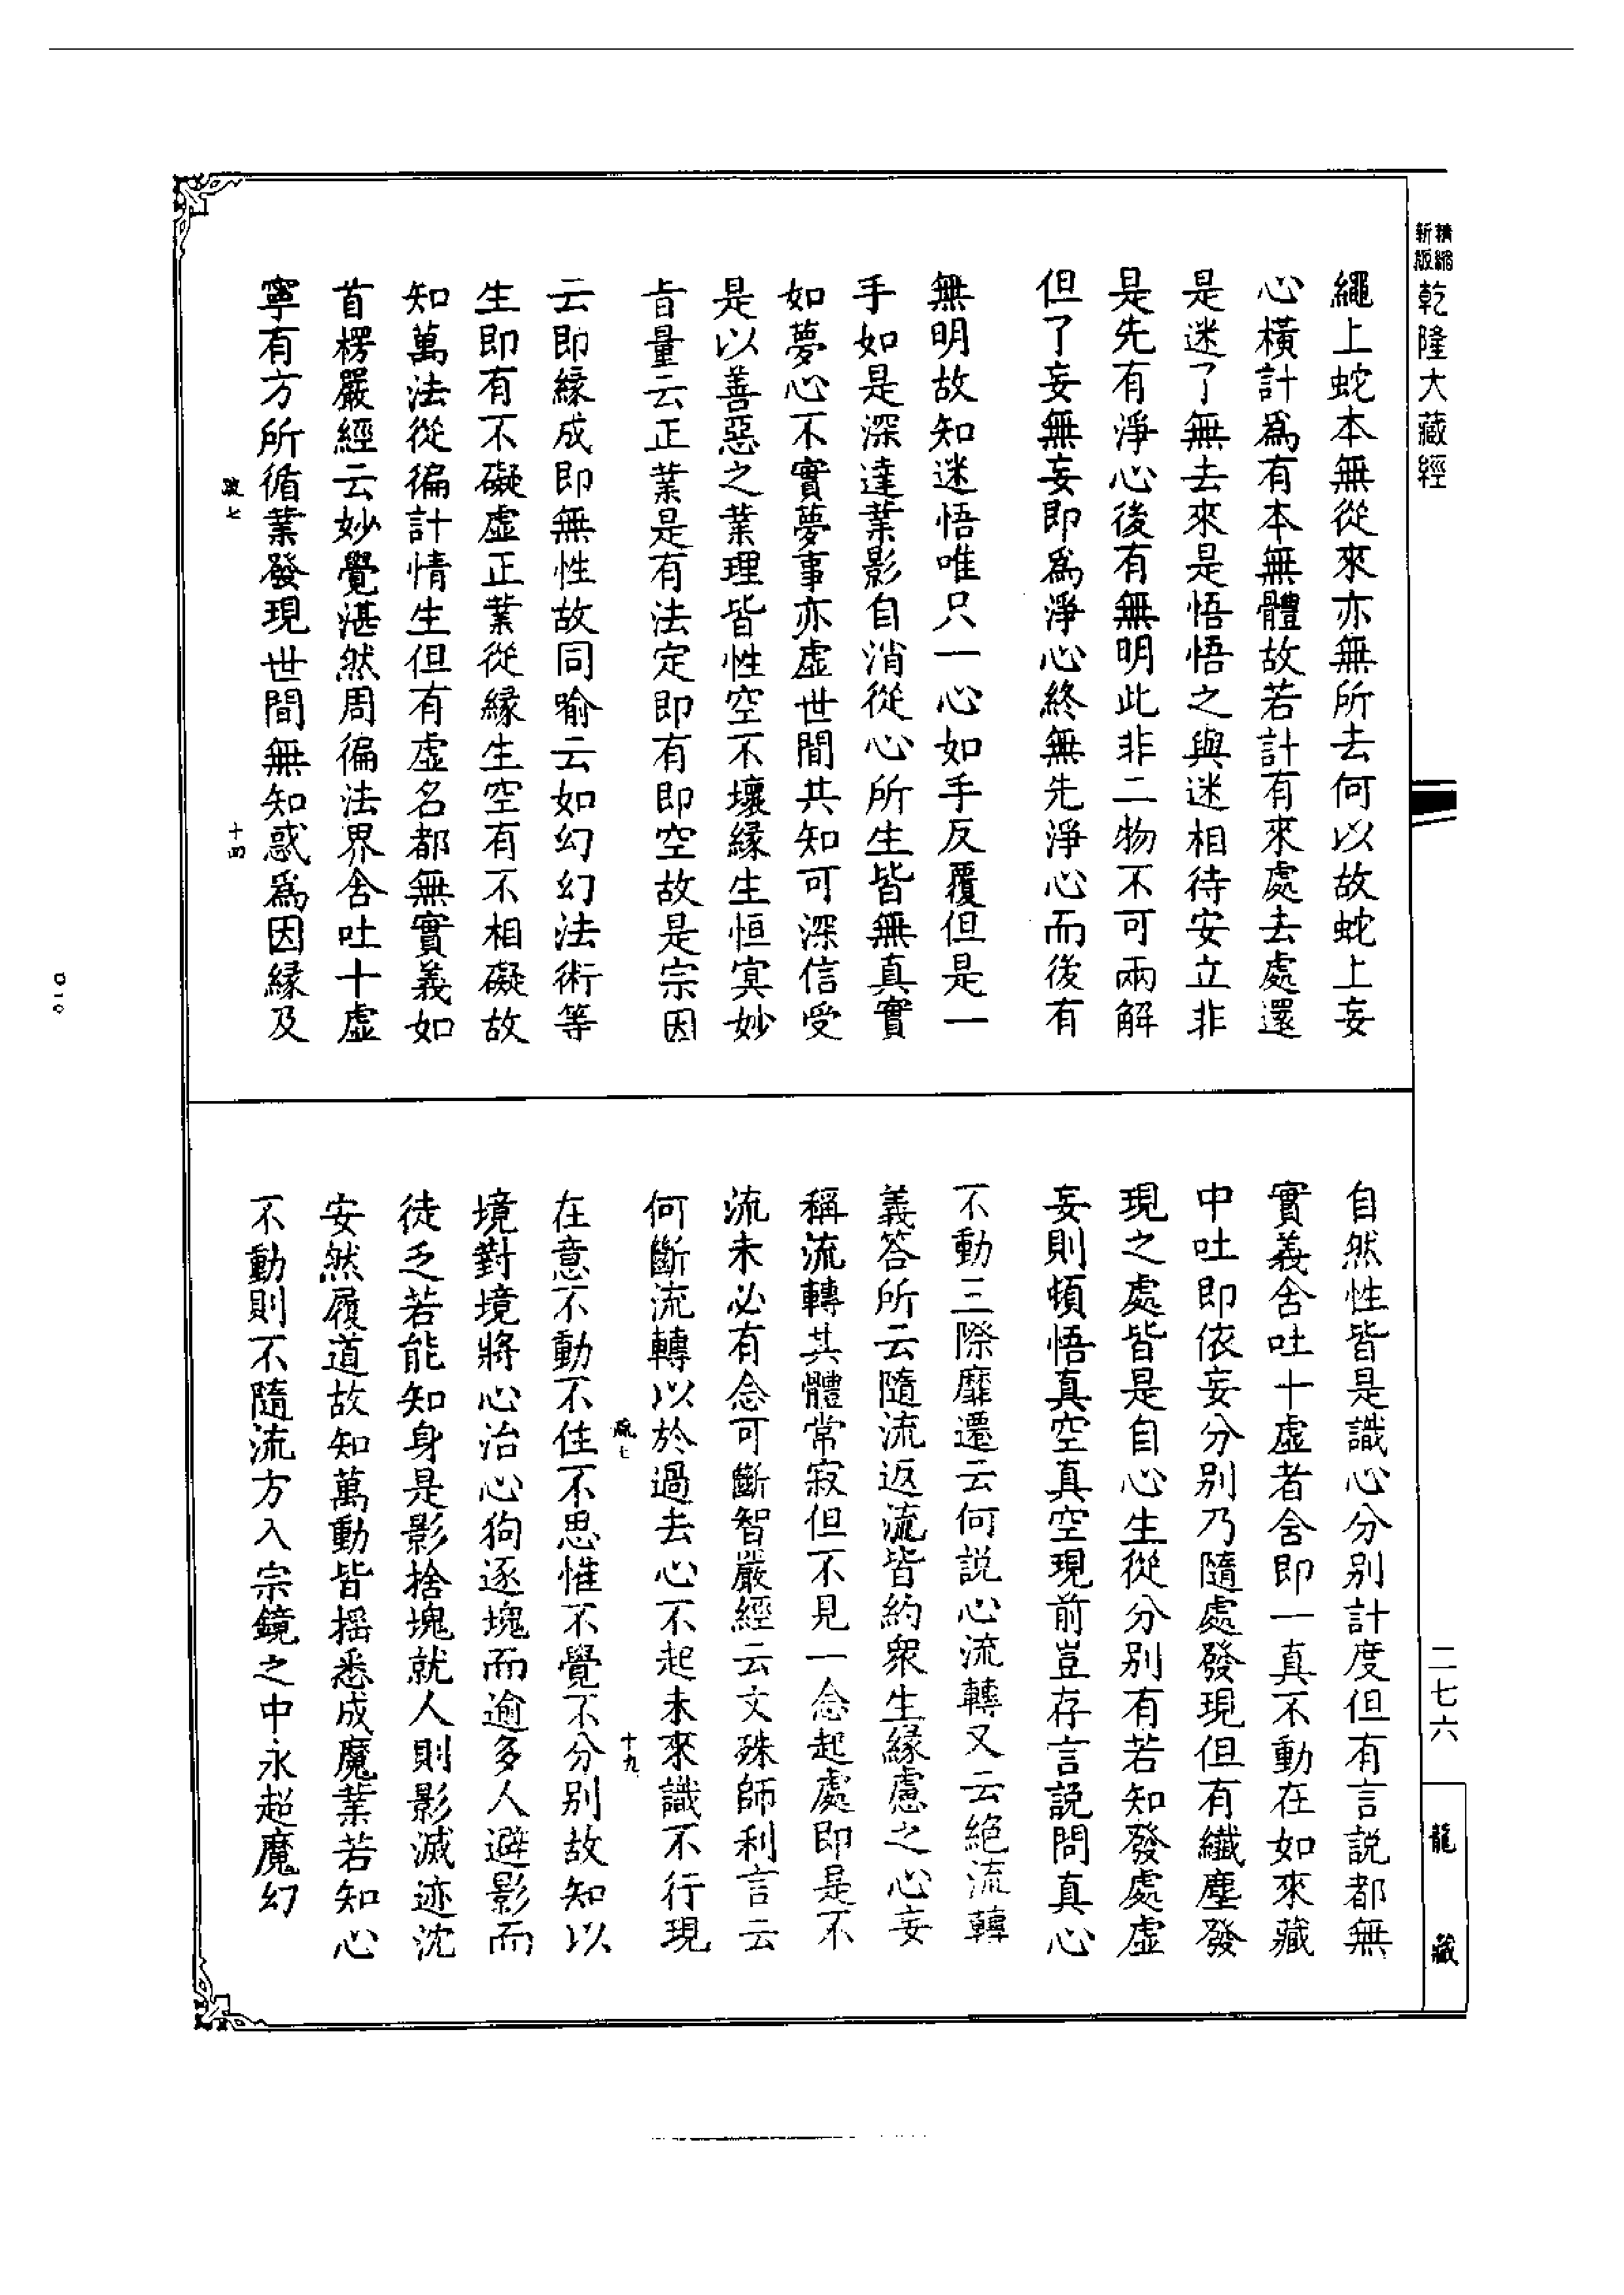 精縮新版乾隆大藏經
繩上蛇本無從來亦無所去何以故蛇上妄
心橫計爲有本無體故若計有來處去處還
是迷了無去來是悟悟之與迷相待安立非
是先有淨心後有無明此非二物不可兩解
但了妄無妄即爲淨心終無先淨心而後有
無明故知迷悟唯只一心如手反覆但是一
手如是深達業影自消從心所生皆無真實
如夢心不實夢事亦虛世間共知可深信受
是以善惡之業理皆性空不壞緣生恒冥妙
旨量云正業是有法定即有即空故是宗因
云即緣成即無性故同喻云如幻幻法術等
生即有不礙虛正業從緣生空有不相礙故
知萬法從徧計情生但有虛名都無實義如
首楞嚴經云妙覺湛然周徧法界含吐十虛
寧有方所循業發現世間無知惑爲因緣及
十四
自然性皆是識心分別計度但有言說都無
實義含吐十虛者含即一真不動在如來藏
中吐即依妄分別乃隨處發現但有纖塵發
現之處皆是自心生從分別有若知發處虛
妄則頓悟真空真空現前豈存言說問真心
不動三際靡遷云何說心流轉又云絕流轉
義答所云隨流返流皆約衆生緣慮之心妄
稱流轉其體常寂但不見一念起處即是不
流未必有念可斷智嚴經云文殊師利言云
何斷流轉以於過去心不起未來識不行現
十九
在意不動不住不思惟不覺不分別故知以
境對境將心治心狗逐塊而逾多人避影而
徒乏若能知身是影捨塊就人則影滅迹沈
安然履道故知萬動皆搖悉成魔業若知心
不動則不隨流方入宗鏡之中永超魔幻
二七六
龍藏